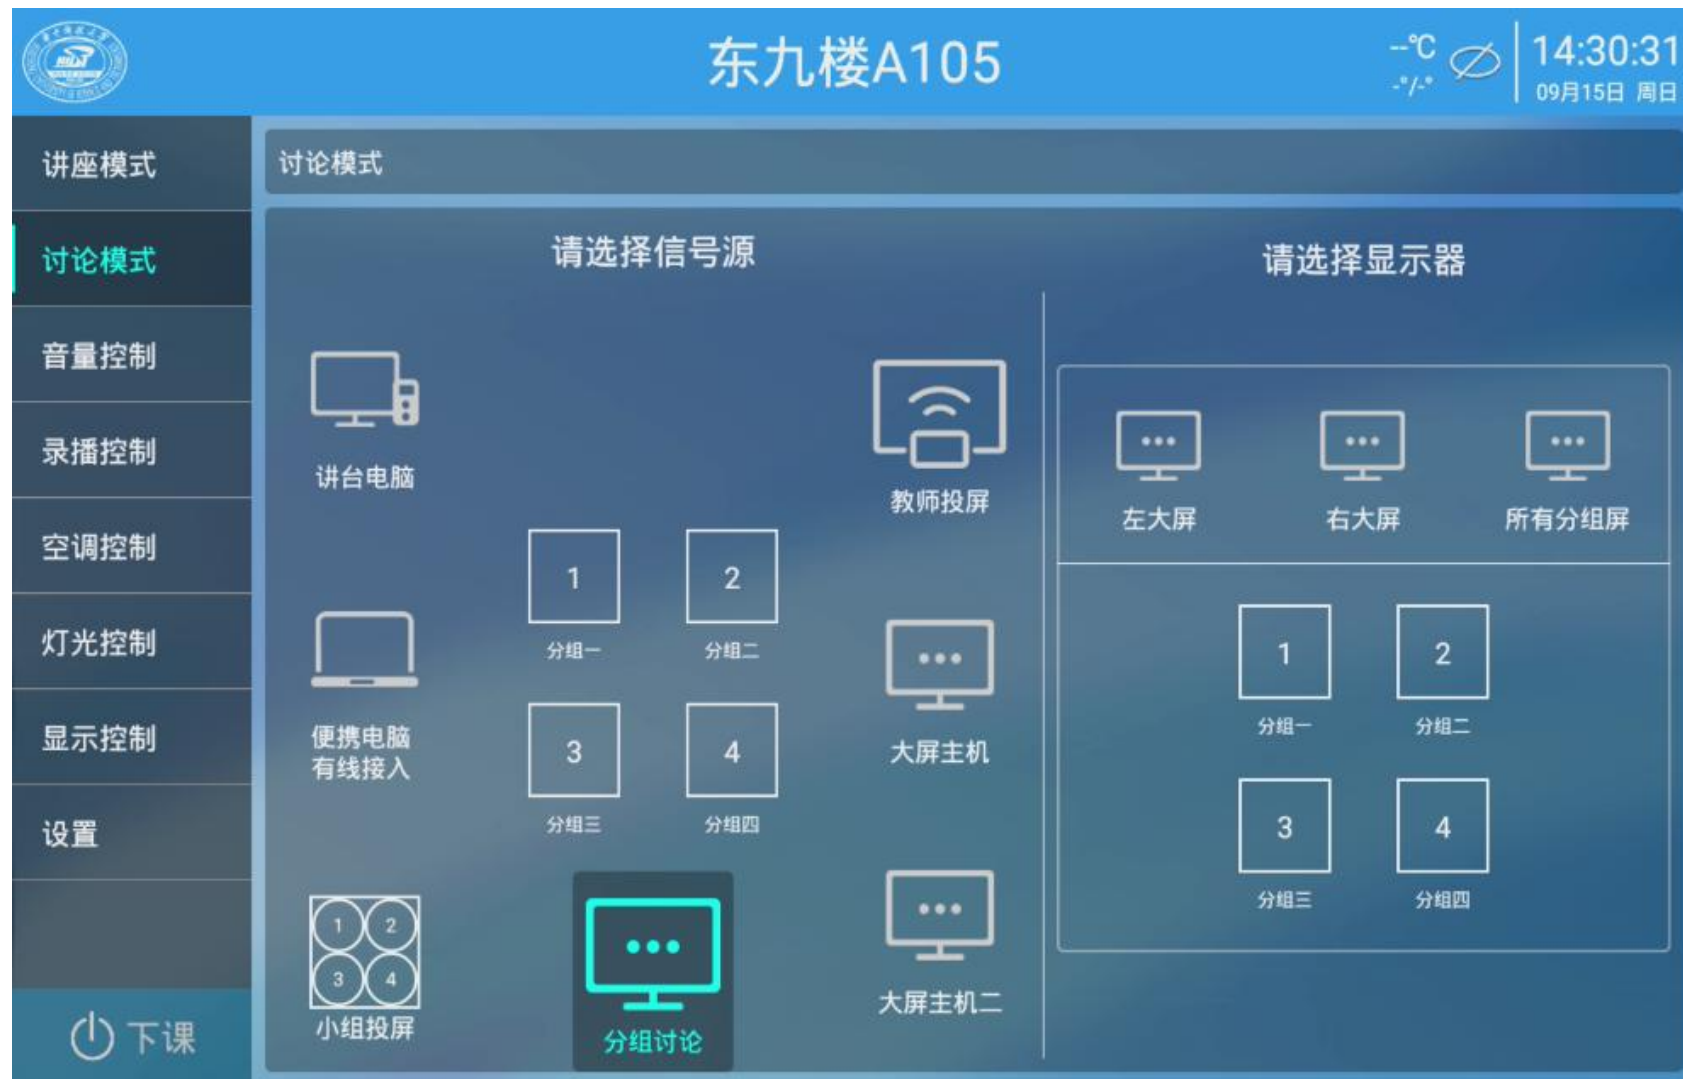 东九楼A105
--℃
-°/-°
14:30:31
09月15日 周日
讲座模式
讨论模式
音量控制
录播控制
空调控制
灯光控制
显示控制
设置
下课
讨论模式
请选择信号源
讲台电脑
教师投屏
1
2
分组一
分组二
便携电脑
有线接入
3
4
分组三
分组四
大屏主机
1 2
3 4
小组投屏
分组讨论
大屏主机二
请选择显示器
左大屏
右大屏
所有分组屏
1
2
分组一
分组二
3
4
分组三
分组四